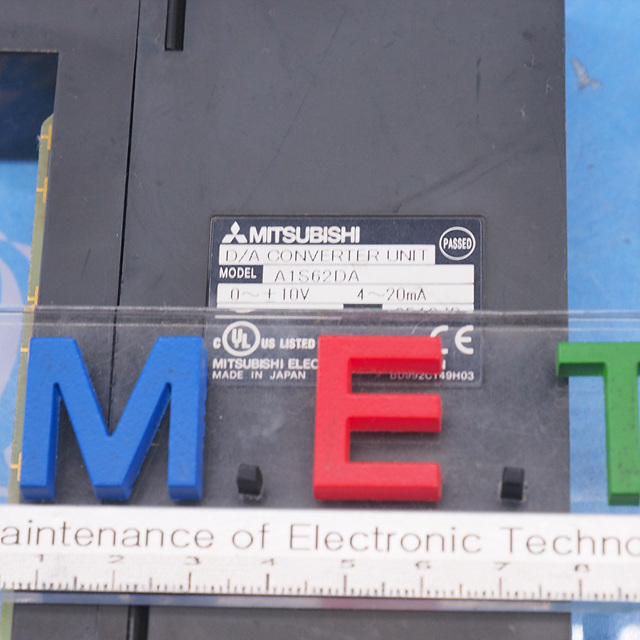 MITSUBISHI
PASSED
D/A CONVERTER UNIT
MODEL A1S62DA
0～±10V 4～20mA
c UL US LISTED CE
MITSUBISHI ELEC
MADE IN JAPAN BD992C149H03
M.E.T
aintenance of Electronic Techno
1 2 3 4 5 6 7 8